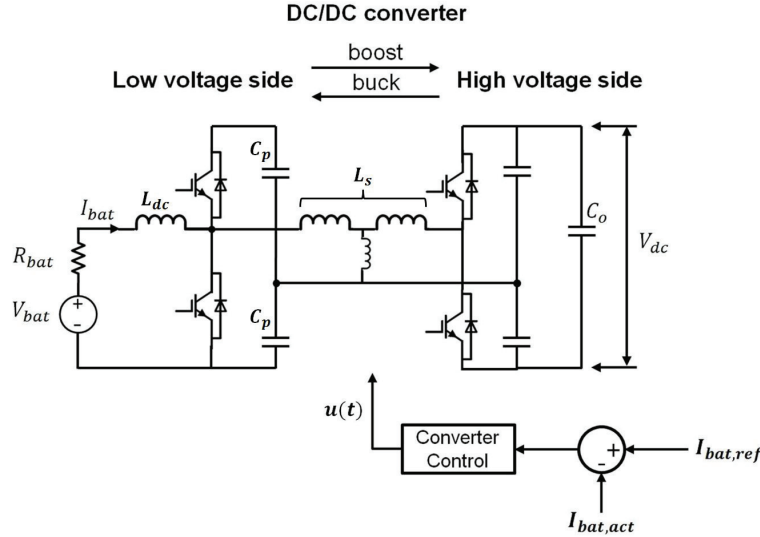 DC/DC converter
boost
buck
Low voltage side
High voltage side
C_p
L_s
L_dc
I_bat
R_bat
V_bat
+
-
C_p
C_o
V_dc
u(t)
Converter
Control
+
-
I_bat,ref
I_bat,act